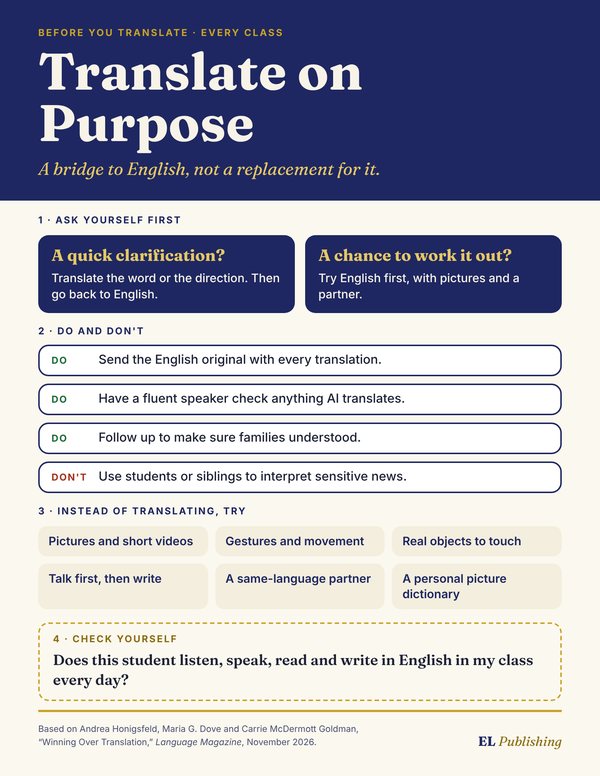 BEFORE YOU TRANSLATE · EVERY CLASS
Translate on
Purpose
A bridge to English, not a replacement for it.
1 · ASK YOURSELF FIRST
A quick clarification?
Translate the word or the direction. Then
go back to English.
A chance to work it out?
Try English first, with pictures and a
partner.
2 · DO AND DON'T
DO Send the English original with every translation.
DO Have a fluent speaker check anything AI translates.
DO Follow up to make sure families understood.
DON'T Use students or siblings to interpret sensitive news.
3 · INSTEAD OF TRANSLATING, TRY
Pictures and short videos
Gestures and movement
Real objects to touch
Talk first, then write
A same-language partner
A personal picture
dictionary
4 · CHECK YOURSELF
Does this student listen, speak, read and write in English in my class
every day?
Based on Andrea Honigsfeld, Maria G. Dove and Carrie McDermott Goldman,
“Winning Over Translation,” Language Magazine, November 2026.
EL Publishing